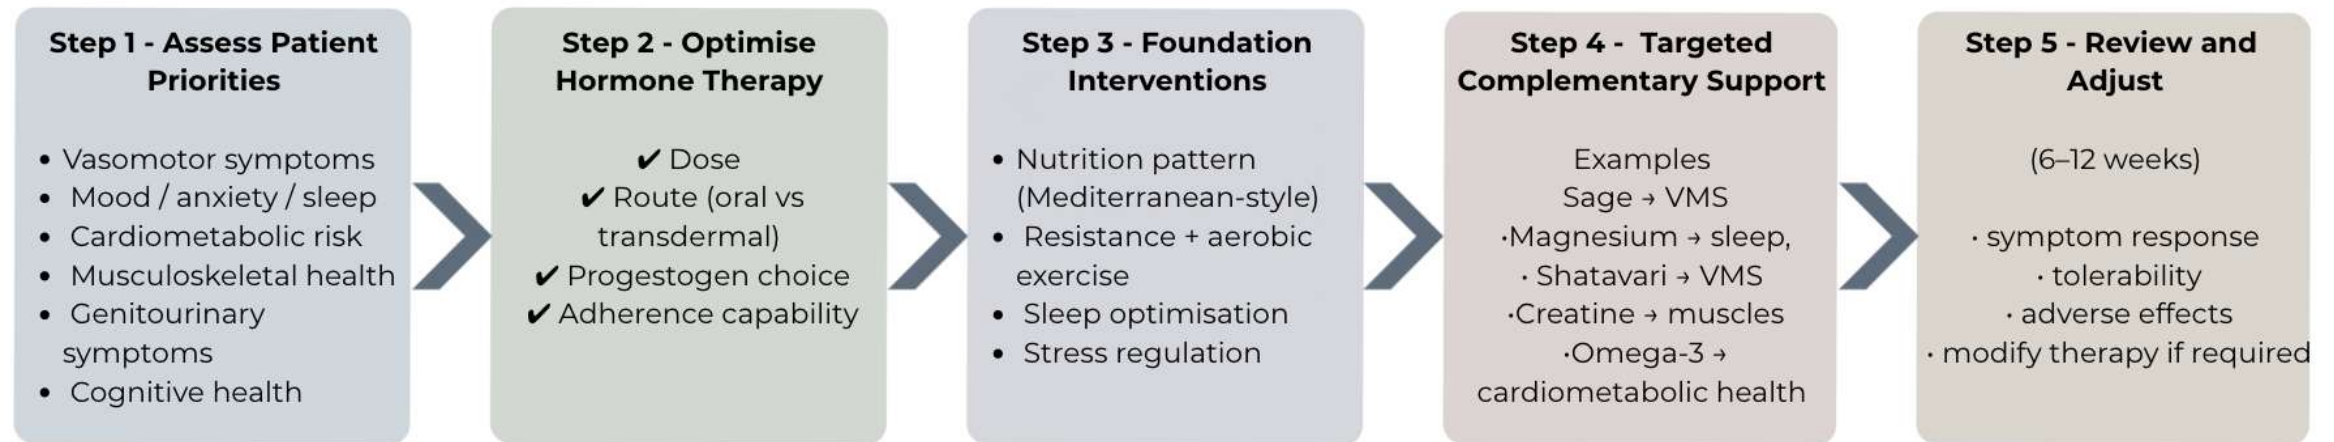 Step 1 - Assess Patient
Priorities
• Vasomotor symptoms
• Mood / anxiety / sleep
• Cardiometabolic risk
• Musculoskeletal health
• Genitourinary
symptoms
• Cognitive health
Step 2 - Optimise
Hormone Therapy
✔ Dose
✔ Route (oral vs
transdermal)
✔ Progestogen choice
✔ Adherence capability
Step 3 - Foundation
Interventions
• Nutrition pattern
(Mediterranean-style)
• Resistance + aerobic
exercise
• Sleep optimisation
• Stress regulation
Step 4 - Targeted
Complementary Support
Examples
Sage → VMS
·Magnesium → sleep,
· Shatavari → VMS
·Creatine → muscles
·Omega-3 →
cardiometabolic health
Step 5 - Review and
Adjust
(6–12 weeks)
· symptom response
· tolerability
· adverse effects
· modify therapy if required